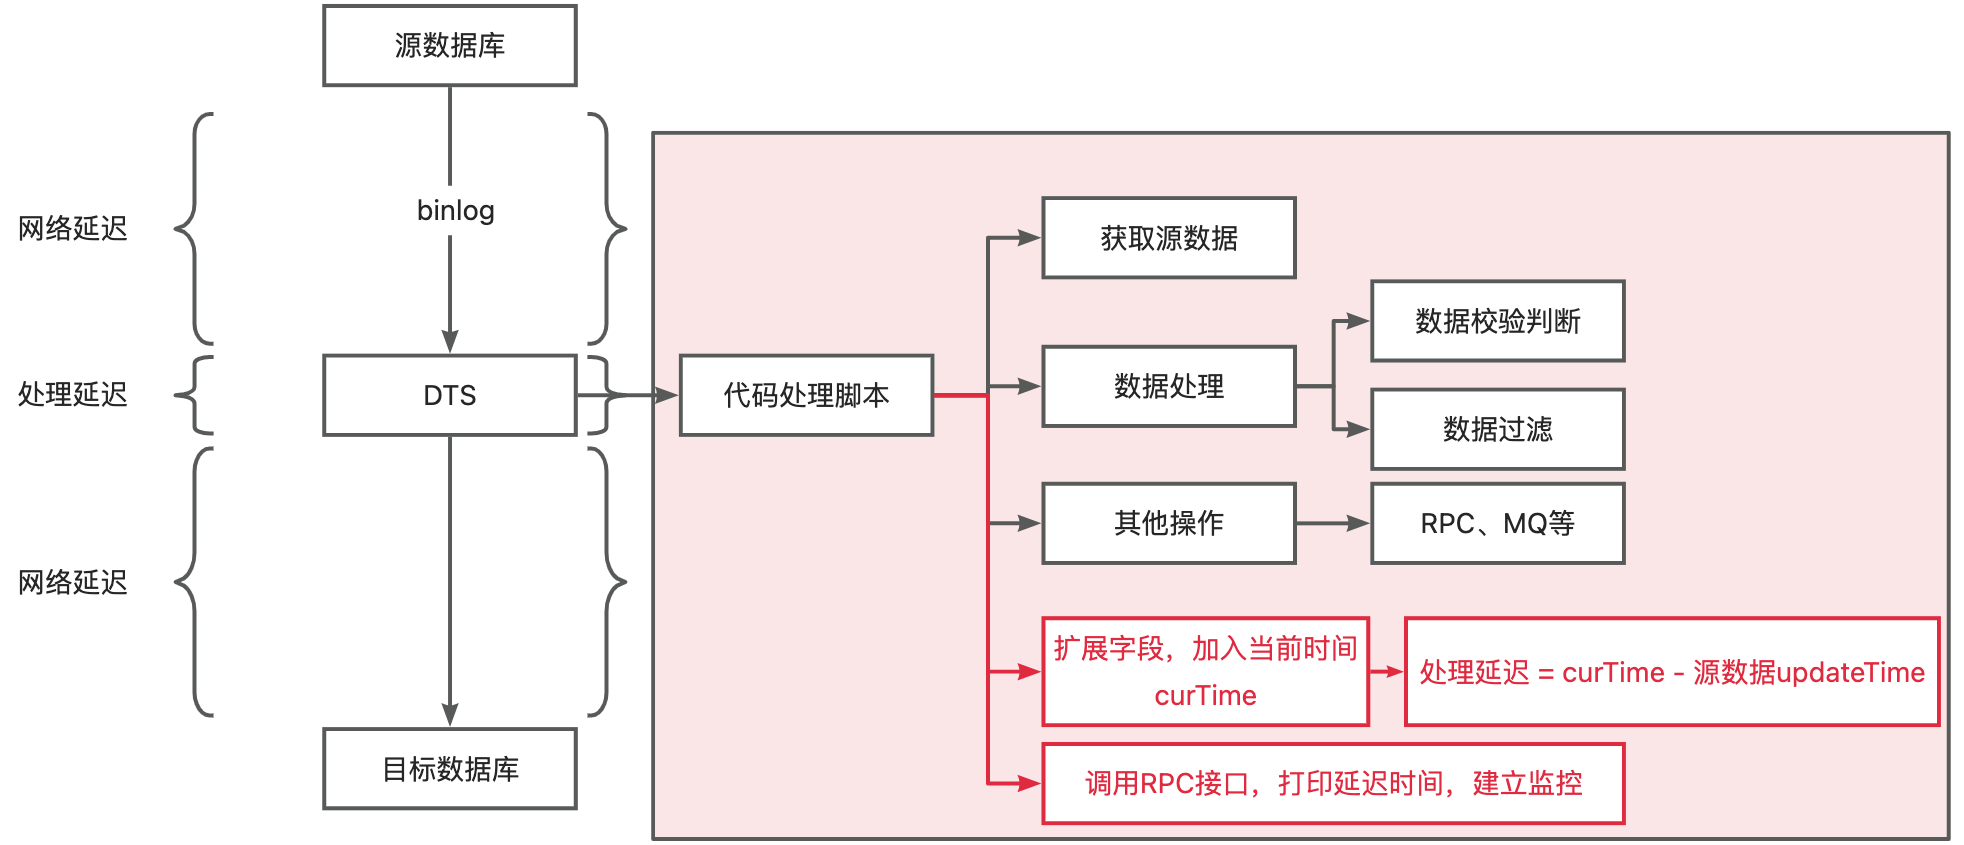 源数据库
binlog
网络延迟
获取源数据
数据校验判断
数据处理
处理延迟
DTS
代码处理脚本
数据过滤
其他操作
RPC、MQ等
网络延迟
扩展字段，加入当前时间
curTime
处理延迟 = curTime - 源数据updateTime
目标数据库
调用RPC接口，打印延迟时间，建立监控